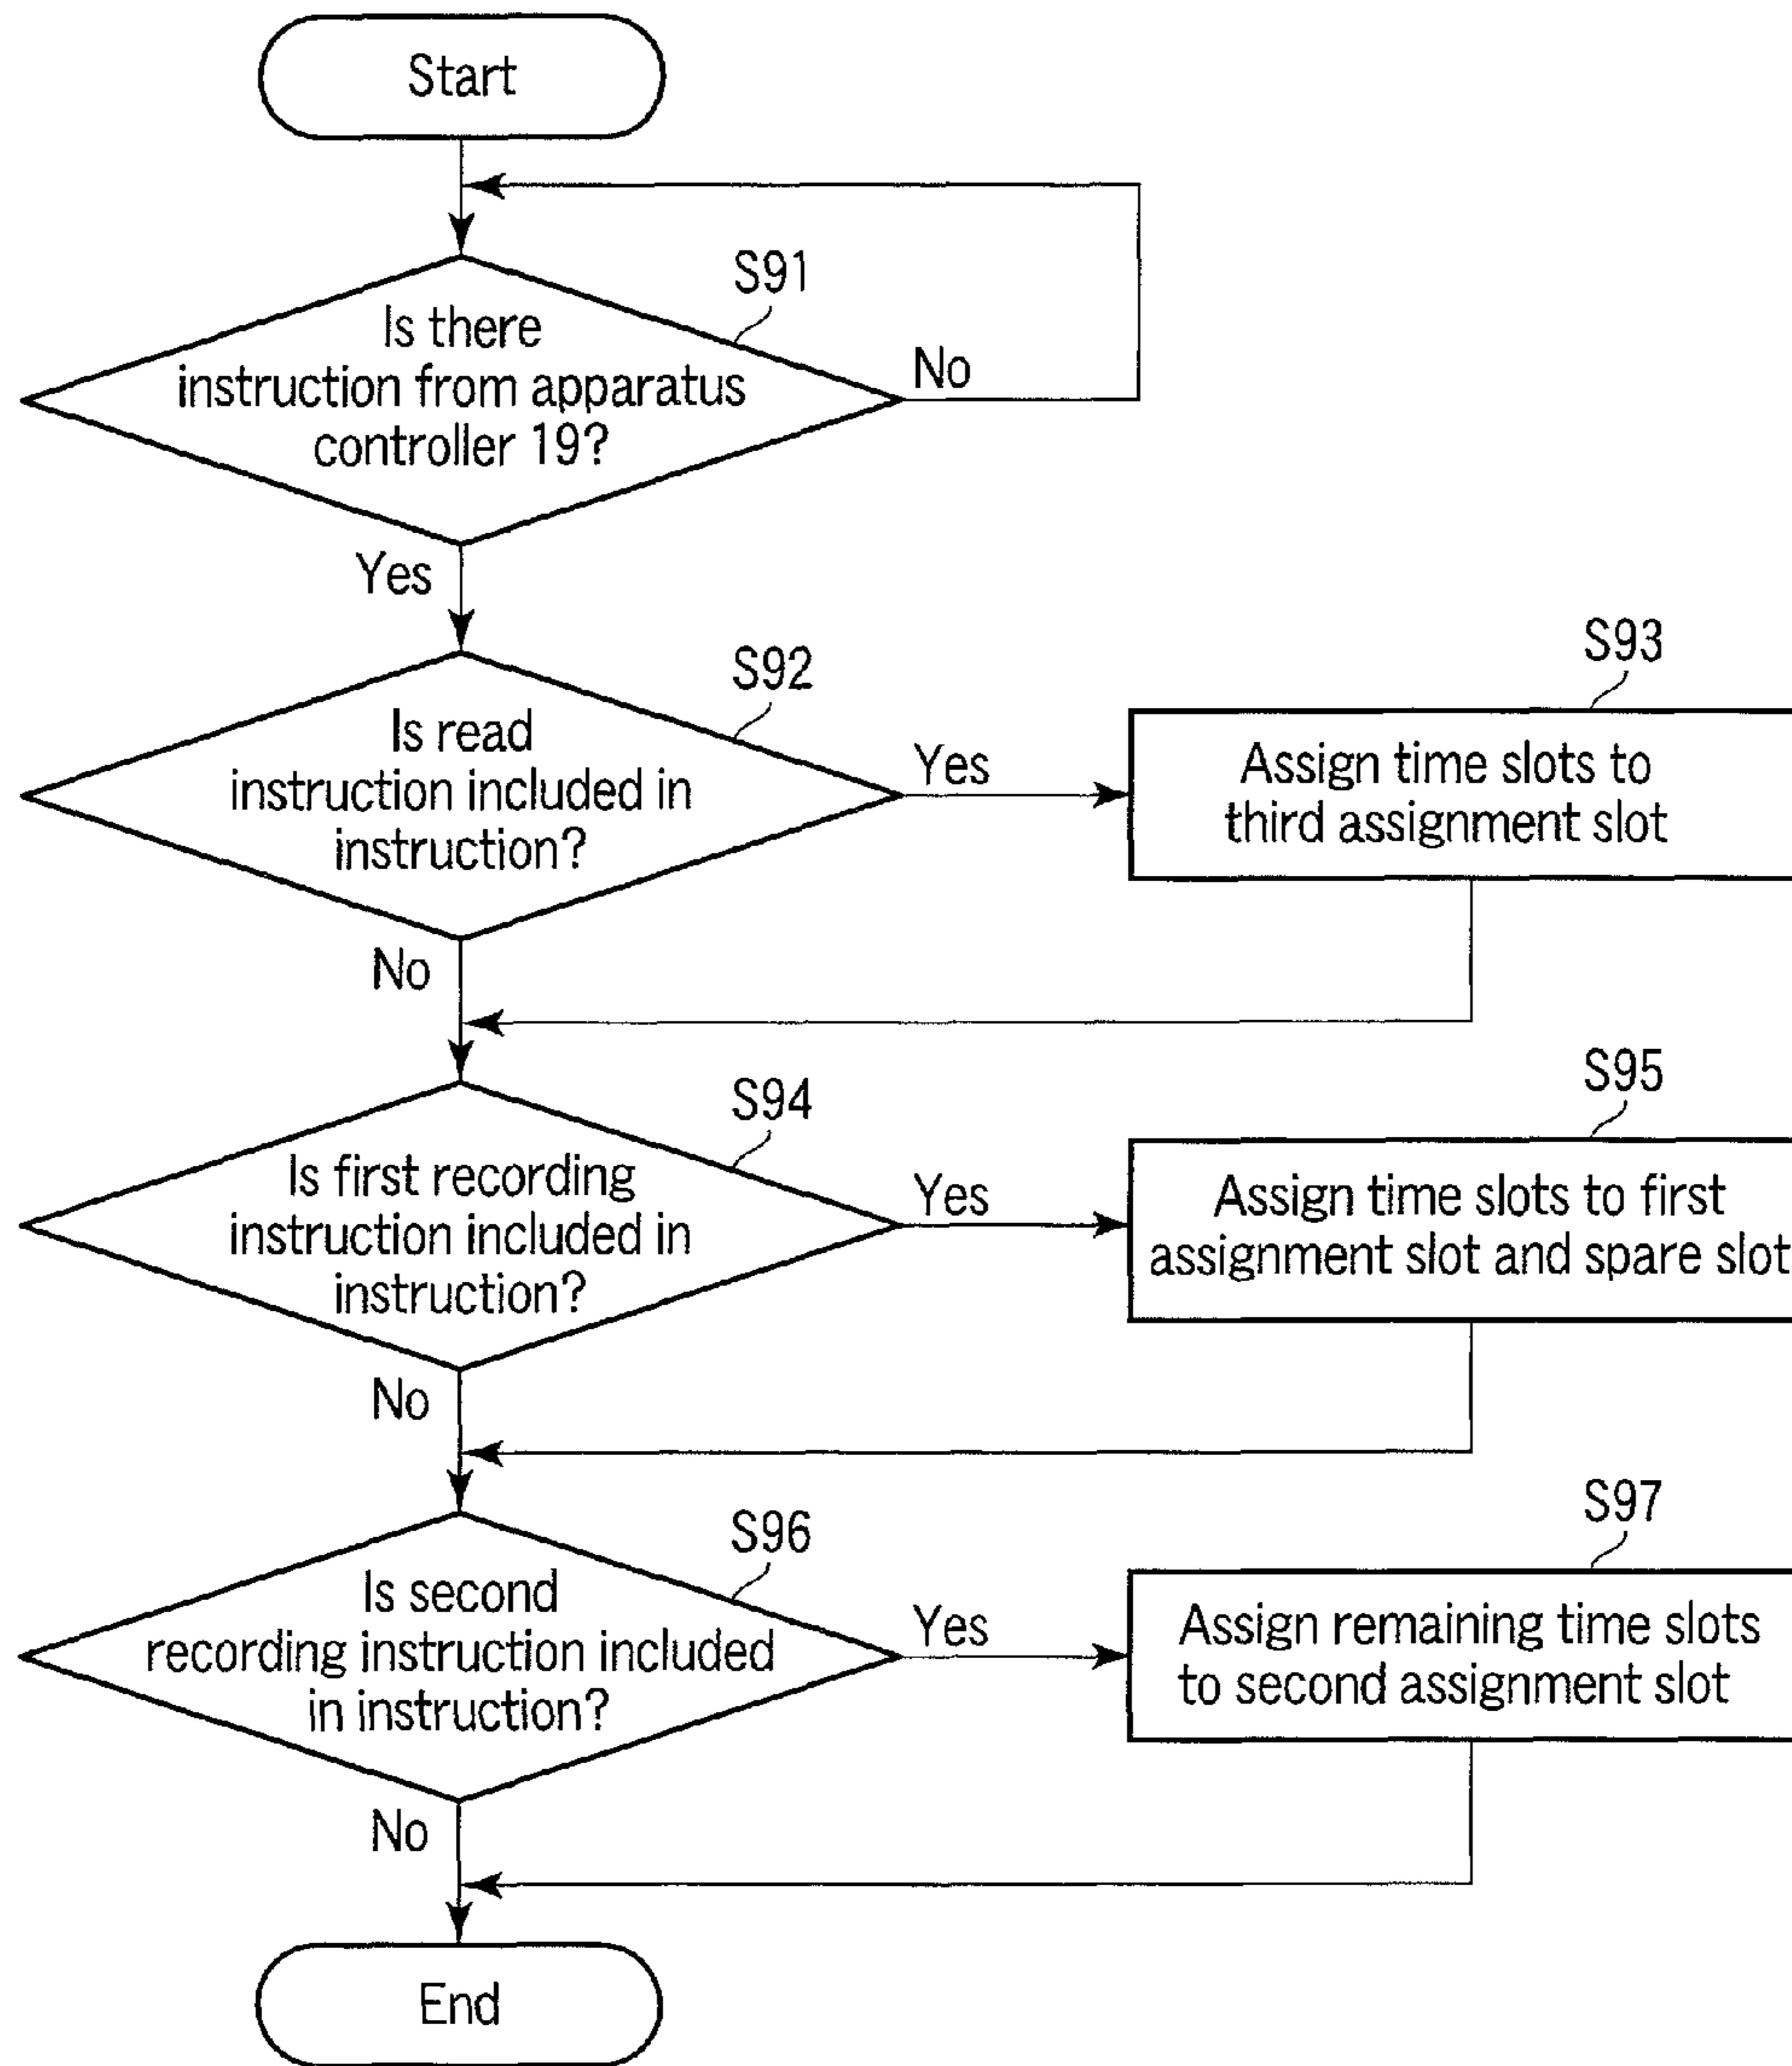 Start
S91
Is there
instruction from apparatus
controller 19?
No
Yes
S92
Is read
instruction included in
instruction?
Yes
S93
Assign time slots to
third assignment slot
No
S94
Is first recording
instruction included in
instruction?
Yes
S95
Assign time slots to first
assignment slot and spare slot
No
S96
Is second
recording instruction included
in instruction?
Yes
S97
Assign remaining time slots
to second assignment slot
No
End